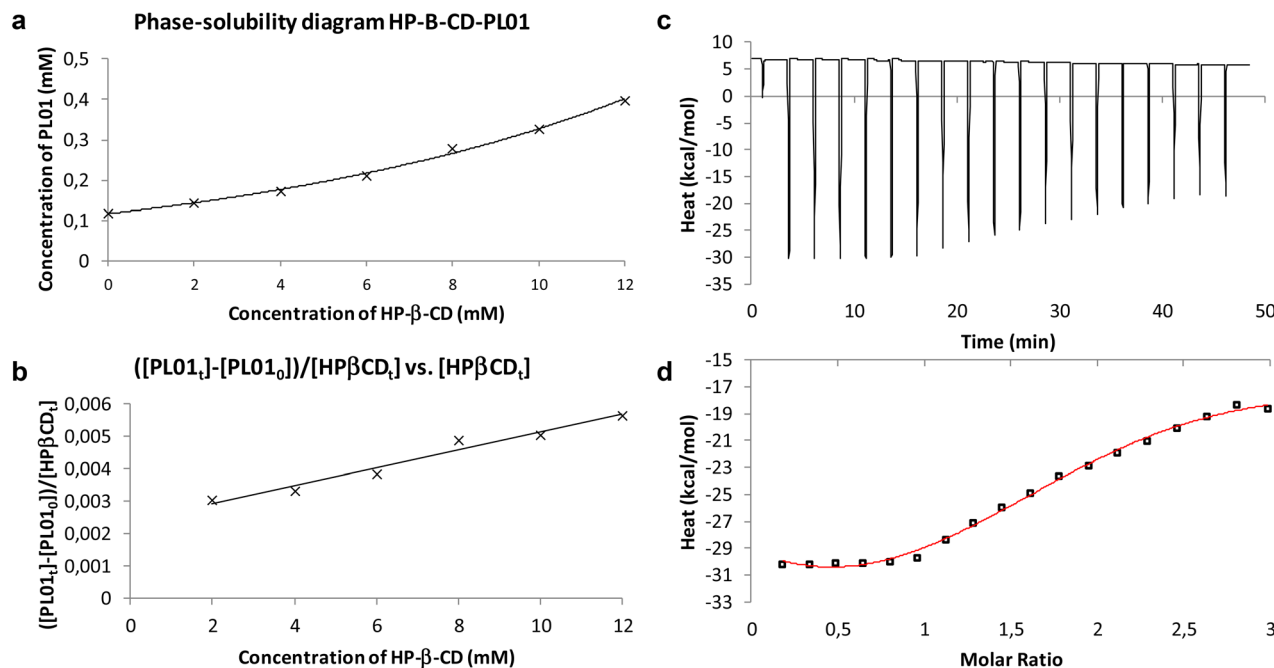 a
Phase-solubility diagram HP-B-CD-PL01
Concentration of PL01 (mM)
0,5
0,4
0,3
0,2
0,1
0
0 2 4 6 8 10 12
Concentration of HP-β-CD (mM)
b
([PL01t]-[PL010])/[HPβCDt] vs. [HPβCDt]
([PL01t]-[PL010])/[HPβCDt]
0,006
0,005
0,004
0,003
0,002
0,001
0
0 2 4 6 8 10 12
Concentration of HP-β-CD (mM)
c
Heat (kcal/mol)
10
5
0
-5
-10
-15
-20
-25
-30
-35
0 10 20 30 40 50
Time (min)
d
Heat (kcal/mol)
-15
-17
-19
-21
-23
-25
-27
-29
-31
-33
0 0,5 1 1,5 2 2,5 3
Molar Ratio